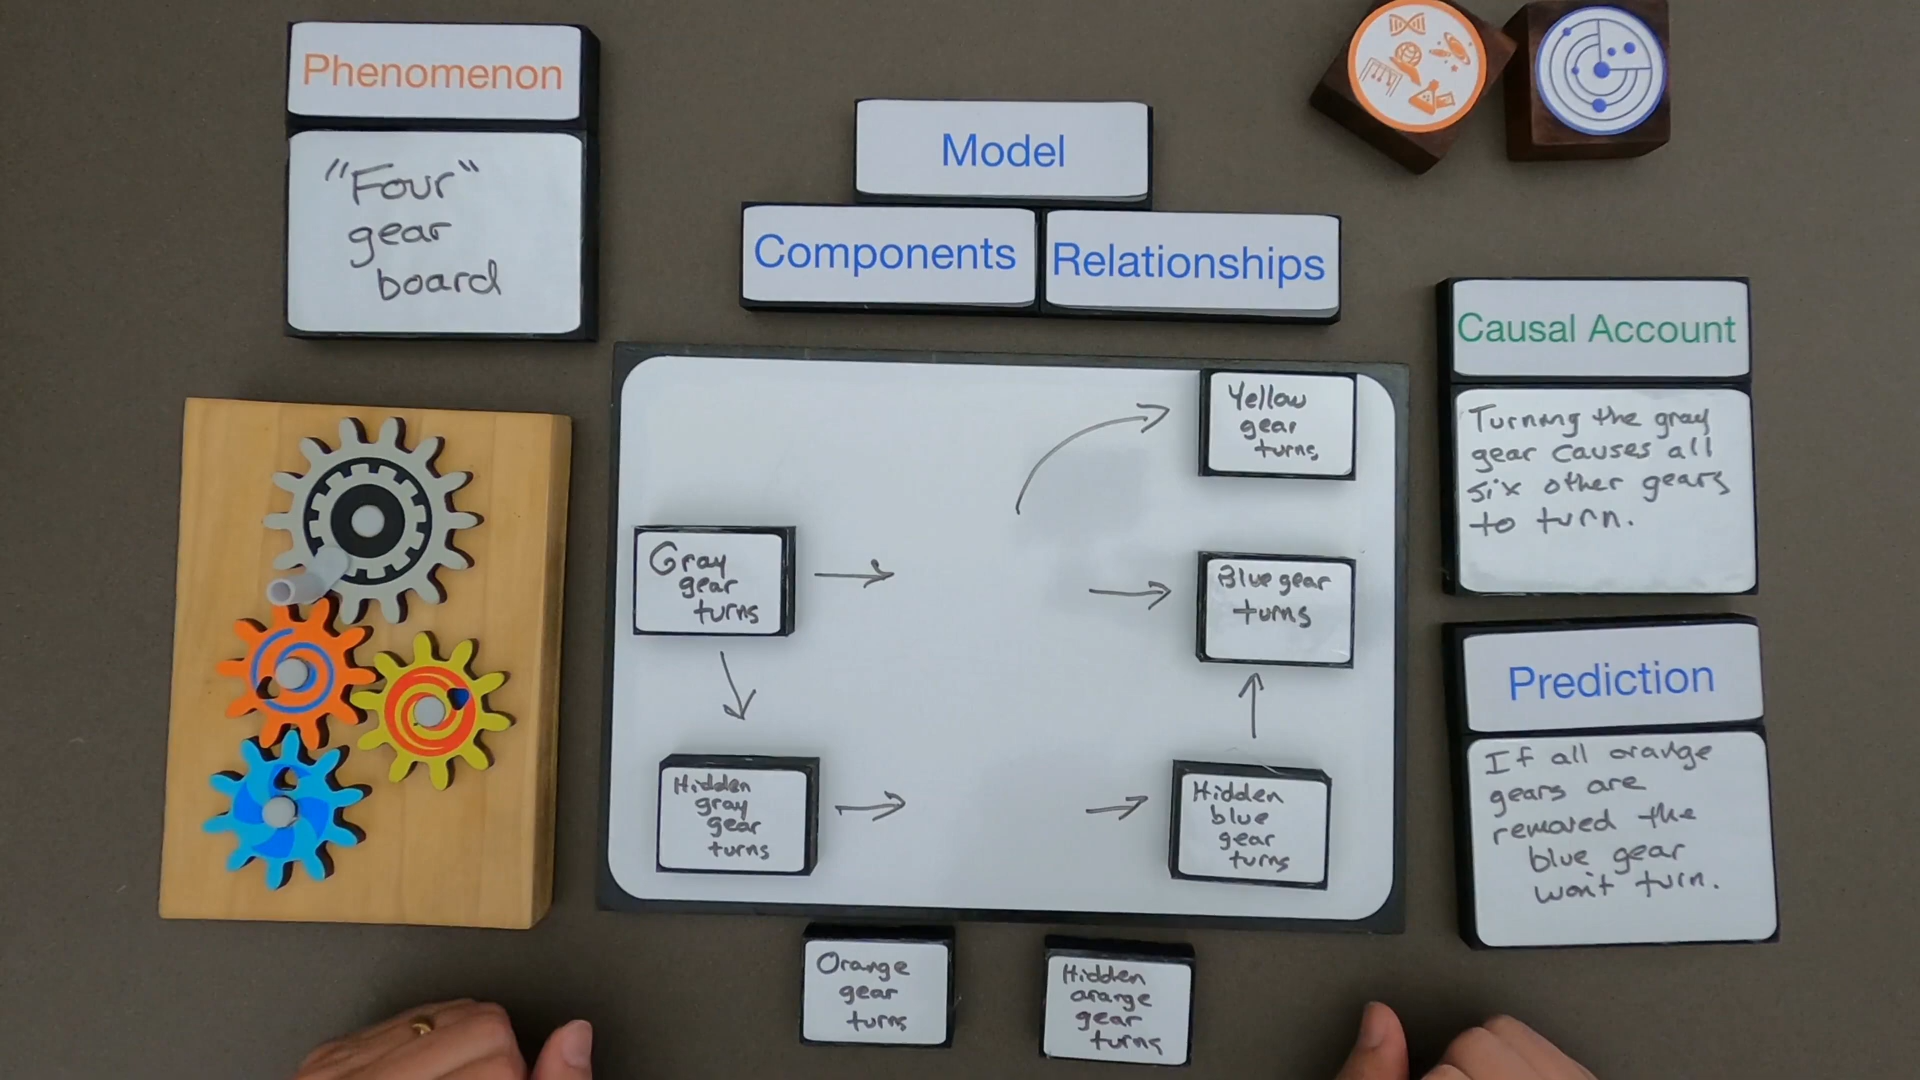 Phenomenon
"Four"
gear
board
Model
Components
Relationships
Yellow
gear
turns
Gray
gear
turns
Blue gear
turns
Hidden
gray
gear
turns
Hidden
blue
gear
turns
Orange
gear
turns
Hidden
orange
gear
turns
Causal Account
Turning the gray
gear causes all
six other gears
to turn.
Prediction
If all orange
gears are
removed the
blue gear
won't turn.